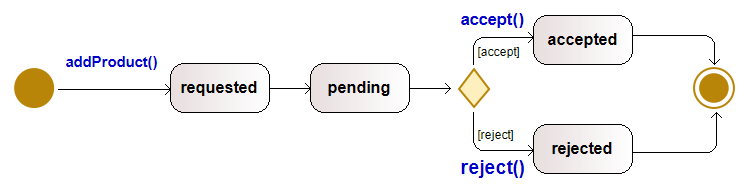 addProduct()
requested
pending
accept()
[accept]
accepted
[reject]
reject()
rejected